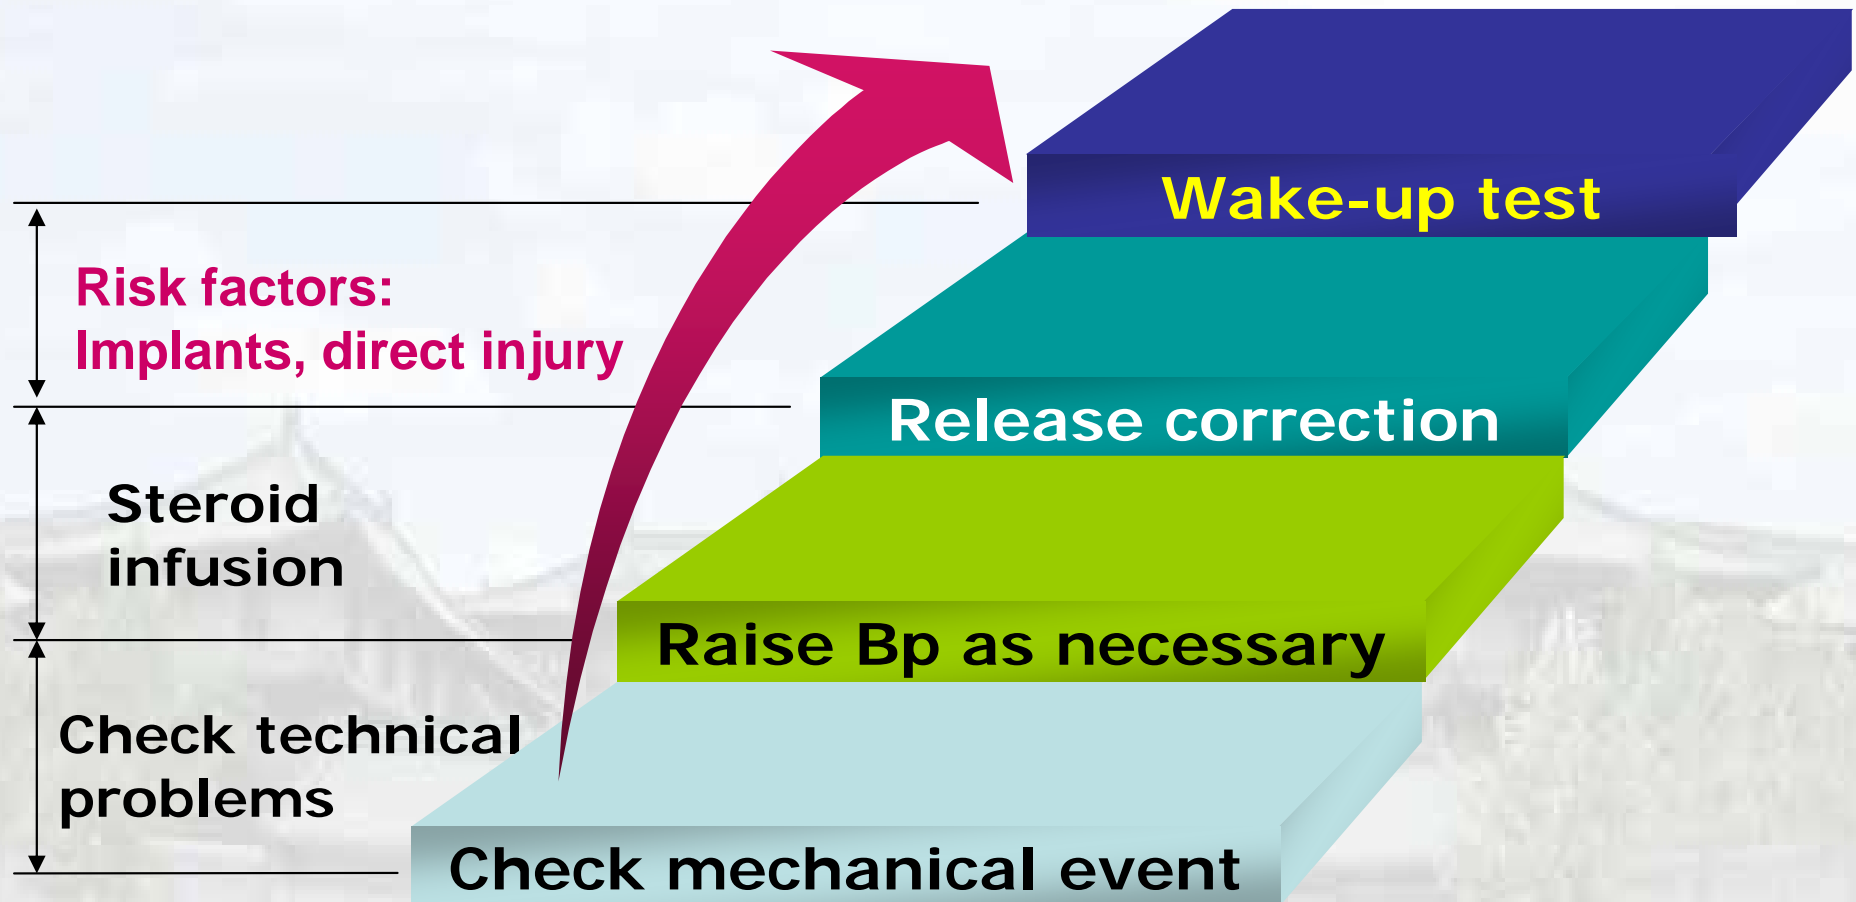 Wake-up test
Risk factors:
Implants, direct injury
Release correction
Steroid
infusion
Raise Bp as necessary
Check technical
problems
Check mechanical event